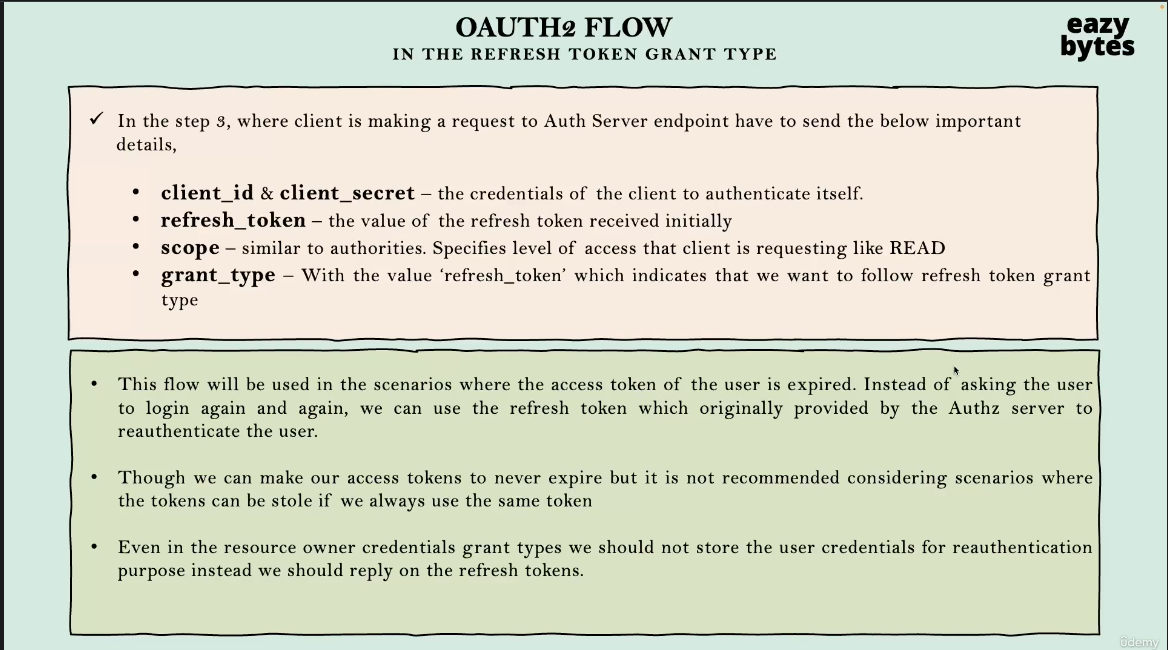 OAUTH2 FLOW
IN THE REFRESH TOKEN GRANT TYPE
eazy
bytes
✓ In the step 3, where client is making a request to Auth Server endpoint have to send the below important
details,
• client_id & client_secret – the credentials of the client to authenticate itself.
• refresh_token – the value of the refresh token received initially
• scope – similar to authorities. Specifies level of access that client is requesting like READ
• grant_type – With the value ‘refresh_token’ which indicates that we want to follow refresh token grant
type
• This flow will be used in the scenarios where the access token of the user is expired. Instead of asking the user
to login again and again, we can use the refresh token which originally provided by the Authz server to
reauthenticate the user.
• Though we can make our access tokens to never expire but it is not recommended considering scenarios where
the tokens can be stole if we always use the same token
• Even in the resource owner credentials grant types we should not store the user credentials for reauthentication
purpose instead we should reply on the refresh tokens.
ûdemy